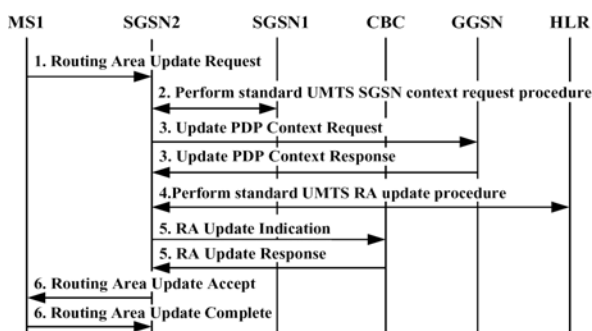 MS1 SGSN2 SGSN1 CBC GGSN HLR
1. Routing Area Update Request
2. Perform standard UMTS SGSN context request procedure
3. Update PDP Context Request
3. Update PDP Context Response
4.Perform standard UMTS RA update procedure
5. RA Update Indication
5. RA Update Response
6. Routing Area Update Accept
6. Routing Area Update Complete